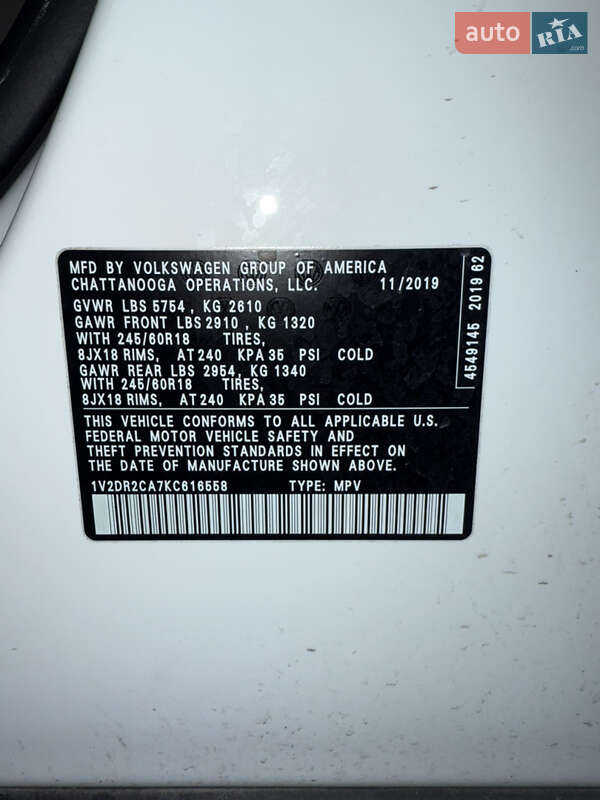 auto RIA
.com
MFD BY VOLKSWAGEN GROUP OF AMERICA
CHATTANOOGA OPERATIONS, LLC. 11/2019
GVWR LBS 5754 , KG 2610
GAWR FRONT LBS 2910 , KG 1320
WITH 245/60R18 TIRES,
8JX18 RIMS, AT 240 KPA 35 PSI COLD
GAWR REAR LBS 2954, KG 1340
WITH 245/60R18 TIRES,
8JX18 RIMS, AT 240 KPA 35 PSI COLD
THIS VEHICLE CONFORMS TO ALL APPLICABLE U.S.
FEDERAL MOTOR VEHICLE SAFETY AND
THEFT PREVENTION STANDARDS IN EFFECT ON
THE DATE OF MANUFACTURE SHOWN ABOVE.
1V2DR2CA7KC616558 TYPE: MPV
4549145 2019 62